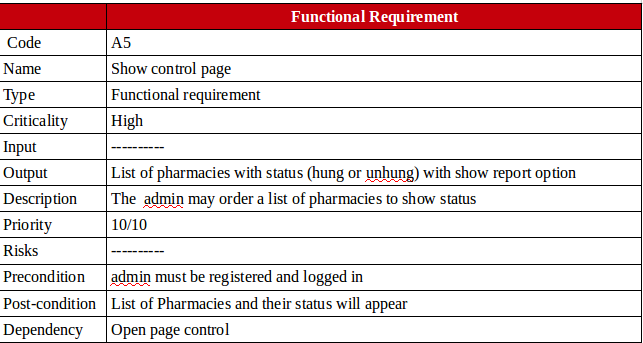 Functional Requirement
Code A5
Name Show control page
Type Functional requirement
Criticality High
Input ----------
Output List of pharmacies with status (hung or unhung) with show report option
Description The admin may order a list of pharmacies to show status
Priority 10/10
Risks ----------
Precondition admin must be registered and logged in
Post-condition List of Pharmacies and their status will appear
Dependency Open page control